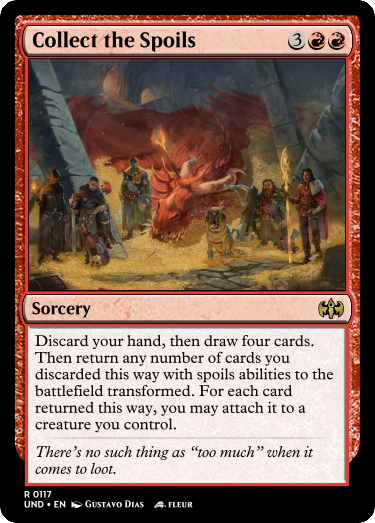 Collect the Spoils 3
Sorcery
Discard your hand, then draw four cards.
Then return any number of cards you
discarded this way with spoils abilities to the
battlefield transformed. For each card
returned this way, you may attach it to a
creature you control.
There's no such thing as “too much” when it
comes to loot.
R 0117
UND • EN Gustavo Dias FLEUR